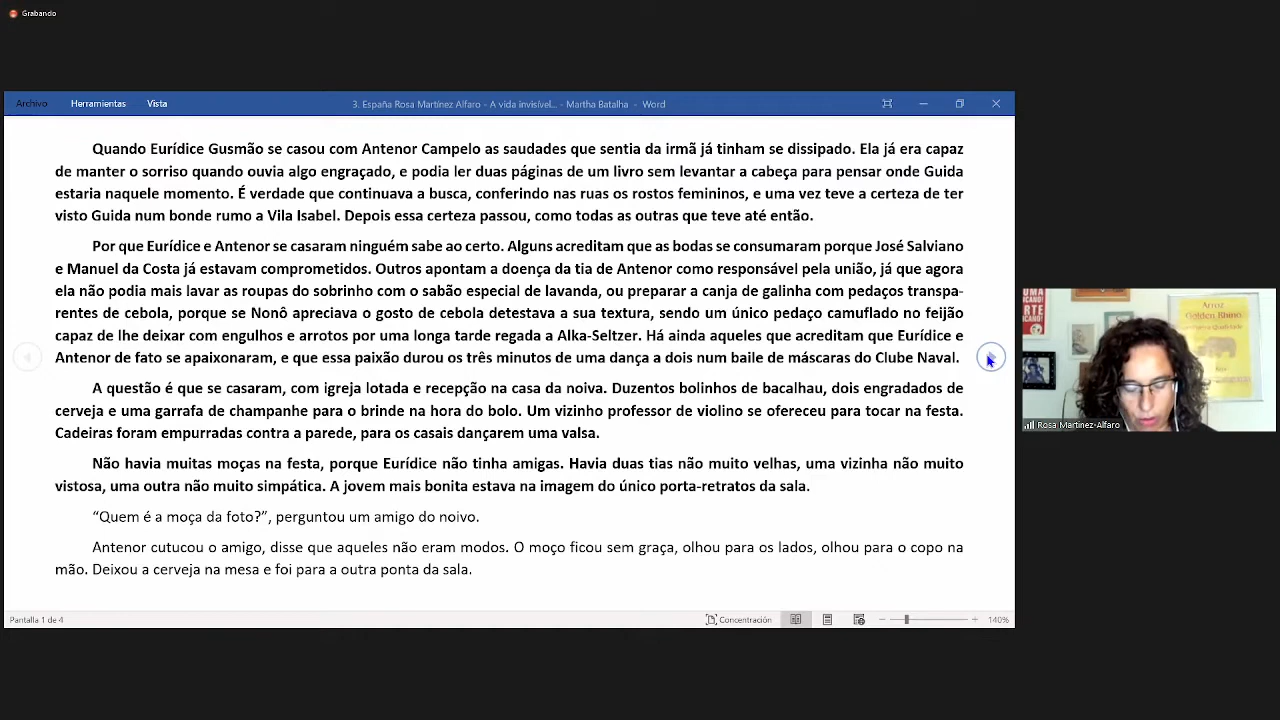 Grabando
Archivo Herramientas Vista 3. España Rosa Martínez Alfaro - A vida invisível... - Martha Batalha - Word
Quando Eurídice Gusmão se casou com Antenor Campelo as saudades que sentia da irmã já tinham se dissipado. Ela já era capaz
de manter o sorriso quando ouvia algo engraçado, e podia ler duas páginas de um livro sem levantar a cabeça para pensar onde Guida
estaria naquele momento. É verdade que continuava a busca, conferindo nas ruas os rostos femininos, e uma vez teve a certeza de ter
visto Guida num bonde rumo a Vila Isabel. Depois essa certeza passou, como todas as outras que teve até então.
Por que Eurídice e Antenor se casaram ninguém sabe ao certo. Alguns acreditam que as bodas se consumaram porque José Salviano
e Manuel da Costa já estavam comprometidos. Outros apontam a doença da tia de Antenor como responsável pela união, já que agora
ela não podia mais lavar as roupas do sobrinho com o sabão especial de lavanda, ou preparar a canja de galinha com pedaços transpa-
rentes de cebola, porque se Nonô apreciava o gosto de cebola detestava a sua textura, sendo um único pedaço camuflado no feijão
capaz de lhe deixar com engulhos e arrotos por uma longa tarde regada a Alka-Seltzer. Há ainda aqueles que acreditam que Eurídice e
Antenor de fato se apaixonaram, e que essa paixão durou os três minutos de uma dança a dois num baile de máscaras do Clube Naval.
A questão é que se casaram, com igreja lotada e recepção na casa da noiva. Duzentos bolinhos de bacalhau, dois engradados de
cerveja e uma garrafa de champanhe para o brinde na hora do bolo. Um vizinho professor de violino se ofereceu para tocar na festa.
Cadeiras foram empurradas contra a parede, para os casais dançarem uma valsa.
Não havia muitas moças na festa, porque Eurídice não tinha amigas. Havia duas tias não muito velhas, uma vizinha não muito
vistosa, uma outra não muito simpática. A jovem mais bonita estava na imagem do único porta-retratos da sala.
“Quem é a moça da foto?”, perguntou um amigo do noivo.
Antenor cutucou o amigo, disse que aqueles não eram modos. O moço ficou sem graça, olhou para os lados, olhou para o copo na
mão. Deixou a cerveja na mesa e foi para a outra ponta da sala.
Pantalla 1 de 4 Concentración 140%
Arroz
Golden Rhino
Rosa Martínez-Alfaro